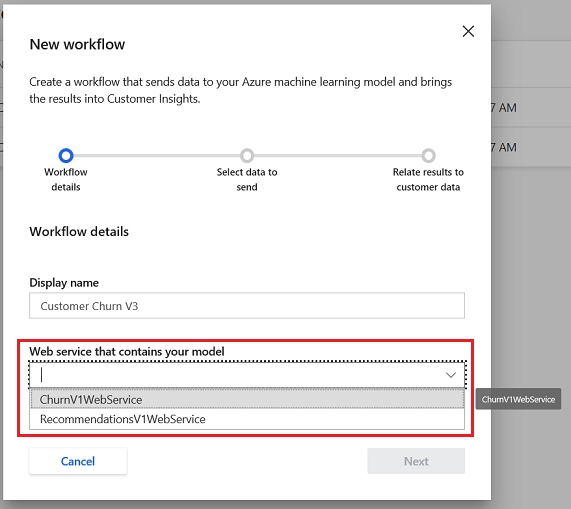 New workflow
Create a workflow that sends data to your Azure machine learning model and brings
the results into Customer Insights.
7 AM
7 AM
Workflow
details
Select data to
send
Relate results to
customer data
Workflow details
Display name
Customer Churn V3
Web service that contains your model
ChurnV1WebService
ChurnV1WebService
RecommendationsV1WebService
Cancel
Next